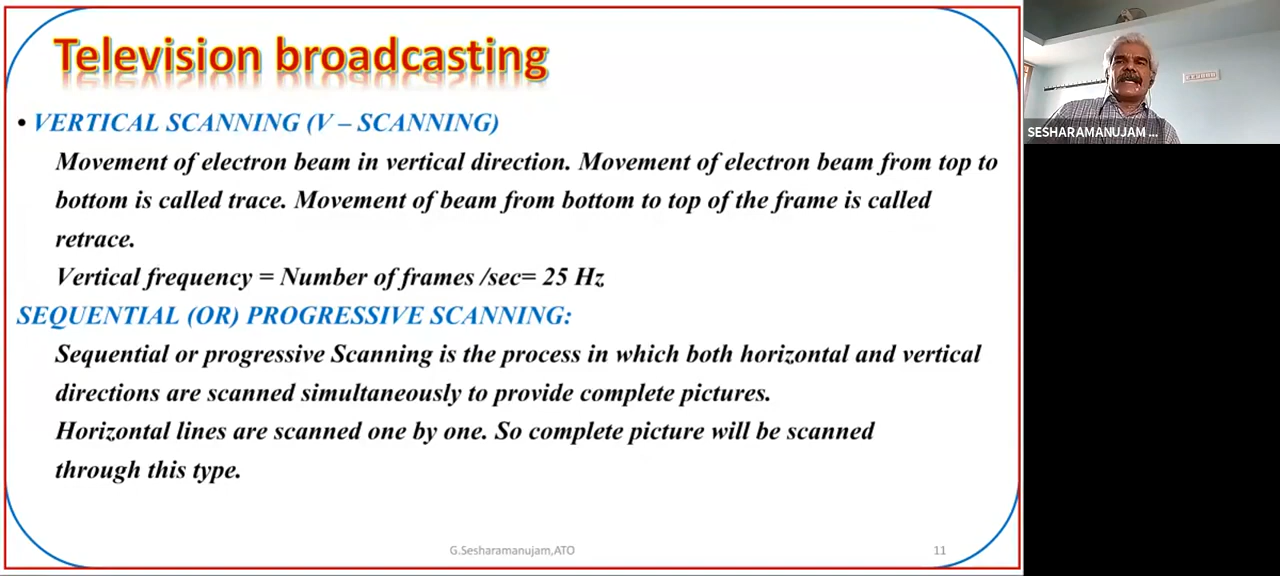 Television broadcasting
• VERTICAL SCANNING (V – SCANNING)
Movement of electron beam in vertical direction. Movement of electron beam from top to
bottom is called trace. Movement of beam from bottom to top of the frame is called
retrace.
Vertical frequency = Number of frames /sec= 25 Hz
SEQUENTIAL (OR) PROGRESSIVE SCANNING:
Sequential or progressive Scanning is the process in which both horizontal and vertical
directions are scanned simultaneously to provide complete pictures.
Horizontal lines are scanned one by one. So complete picture will be scanned
through this type.
G.Sesharamanujam,ATO
11
SESHARAMANUJAM ...